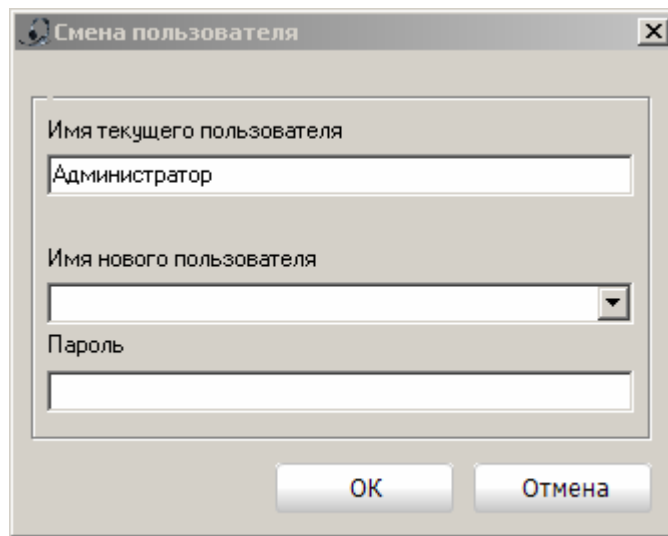 Смена пользователя
Имя текущего пользователя
Администратор
Имя нового пользователя
Пароль
ОК
Отмена